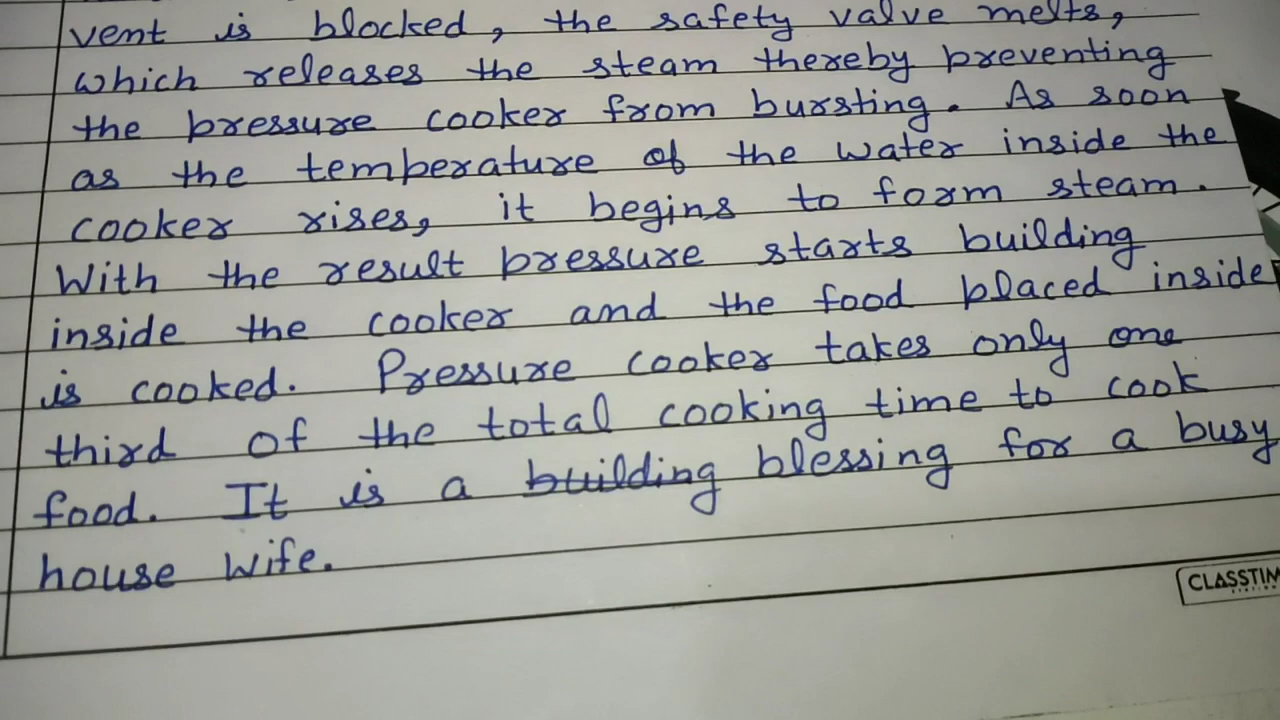 vent is blocked, the safety valve melts,
which releases the steam thereby preventing
the pressure cooker from bursting. As soon
as the temperature of the water inside the
cooker rises, it begins to form steam.
With the result pressure starts building
inside the cooker and the food placed inside
is cooked. Pressure cooker takes only one
third of the total cooking time to cook
food. It is a building blessing for a busy
house wife.
CLASSTIM